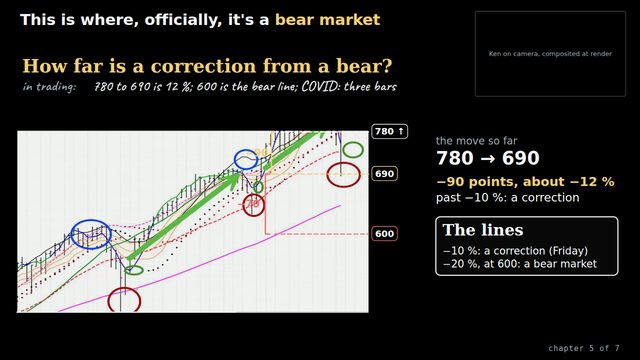 This is where, officially, it's a bear market
Ken on camera, composited at render
How far is a correction from a bear?
in trading: 780 to 690 is 12 %; 600 is the bear line; COVID: three bars
780 ↑
690
600
the move so far
780 → 690
−90 points, about −12 %
past −10 %: a correction
The lines
−10 %: a correction (Friday)
−20 %, at 600: a bear market
chapter 5 of 7